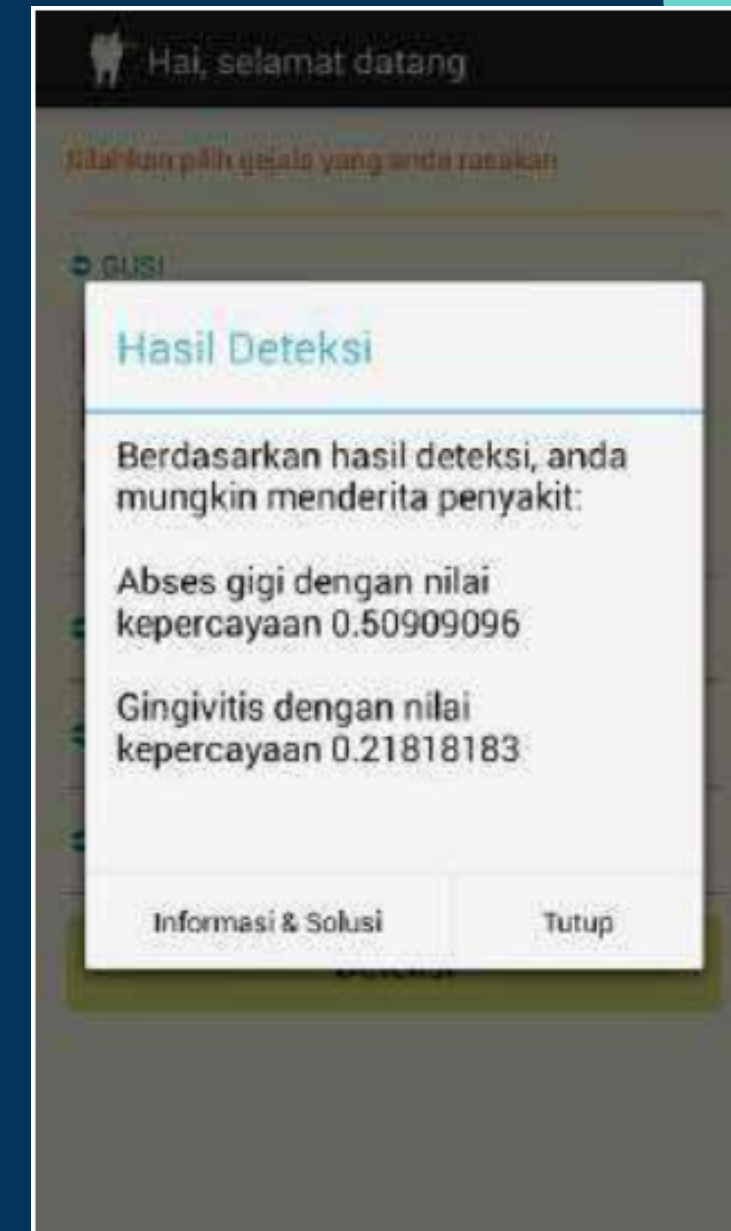 Hai, selamat datang
Silahkan pilih gejala yang anda rasakan
GUSI
Hasil Deteksi
Berdasarkan hasil deteksi, anda
mungkin menderita penyakit:
Abses gigi dengan nilai
kepercayaan 0.50909096
Gingivitis dengan nilai
kepercayaan 0.21818183
Informasi & Solusi
Tutup